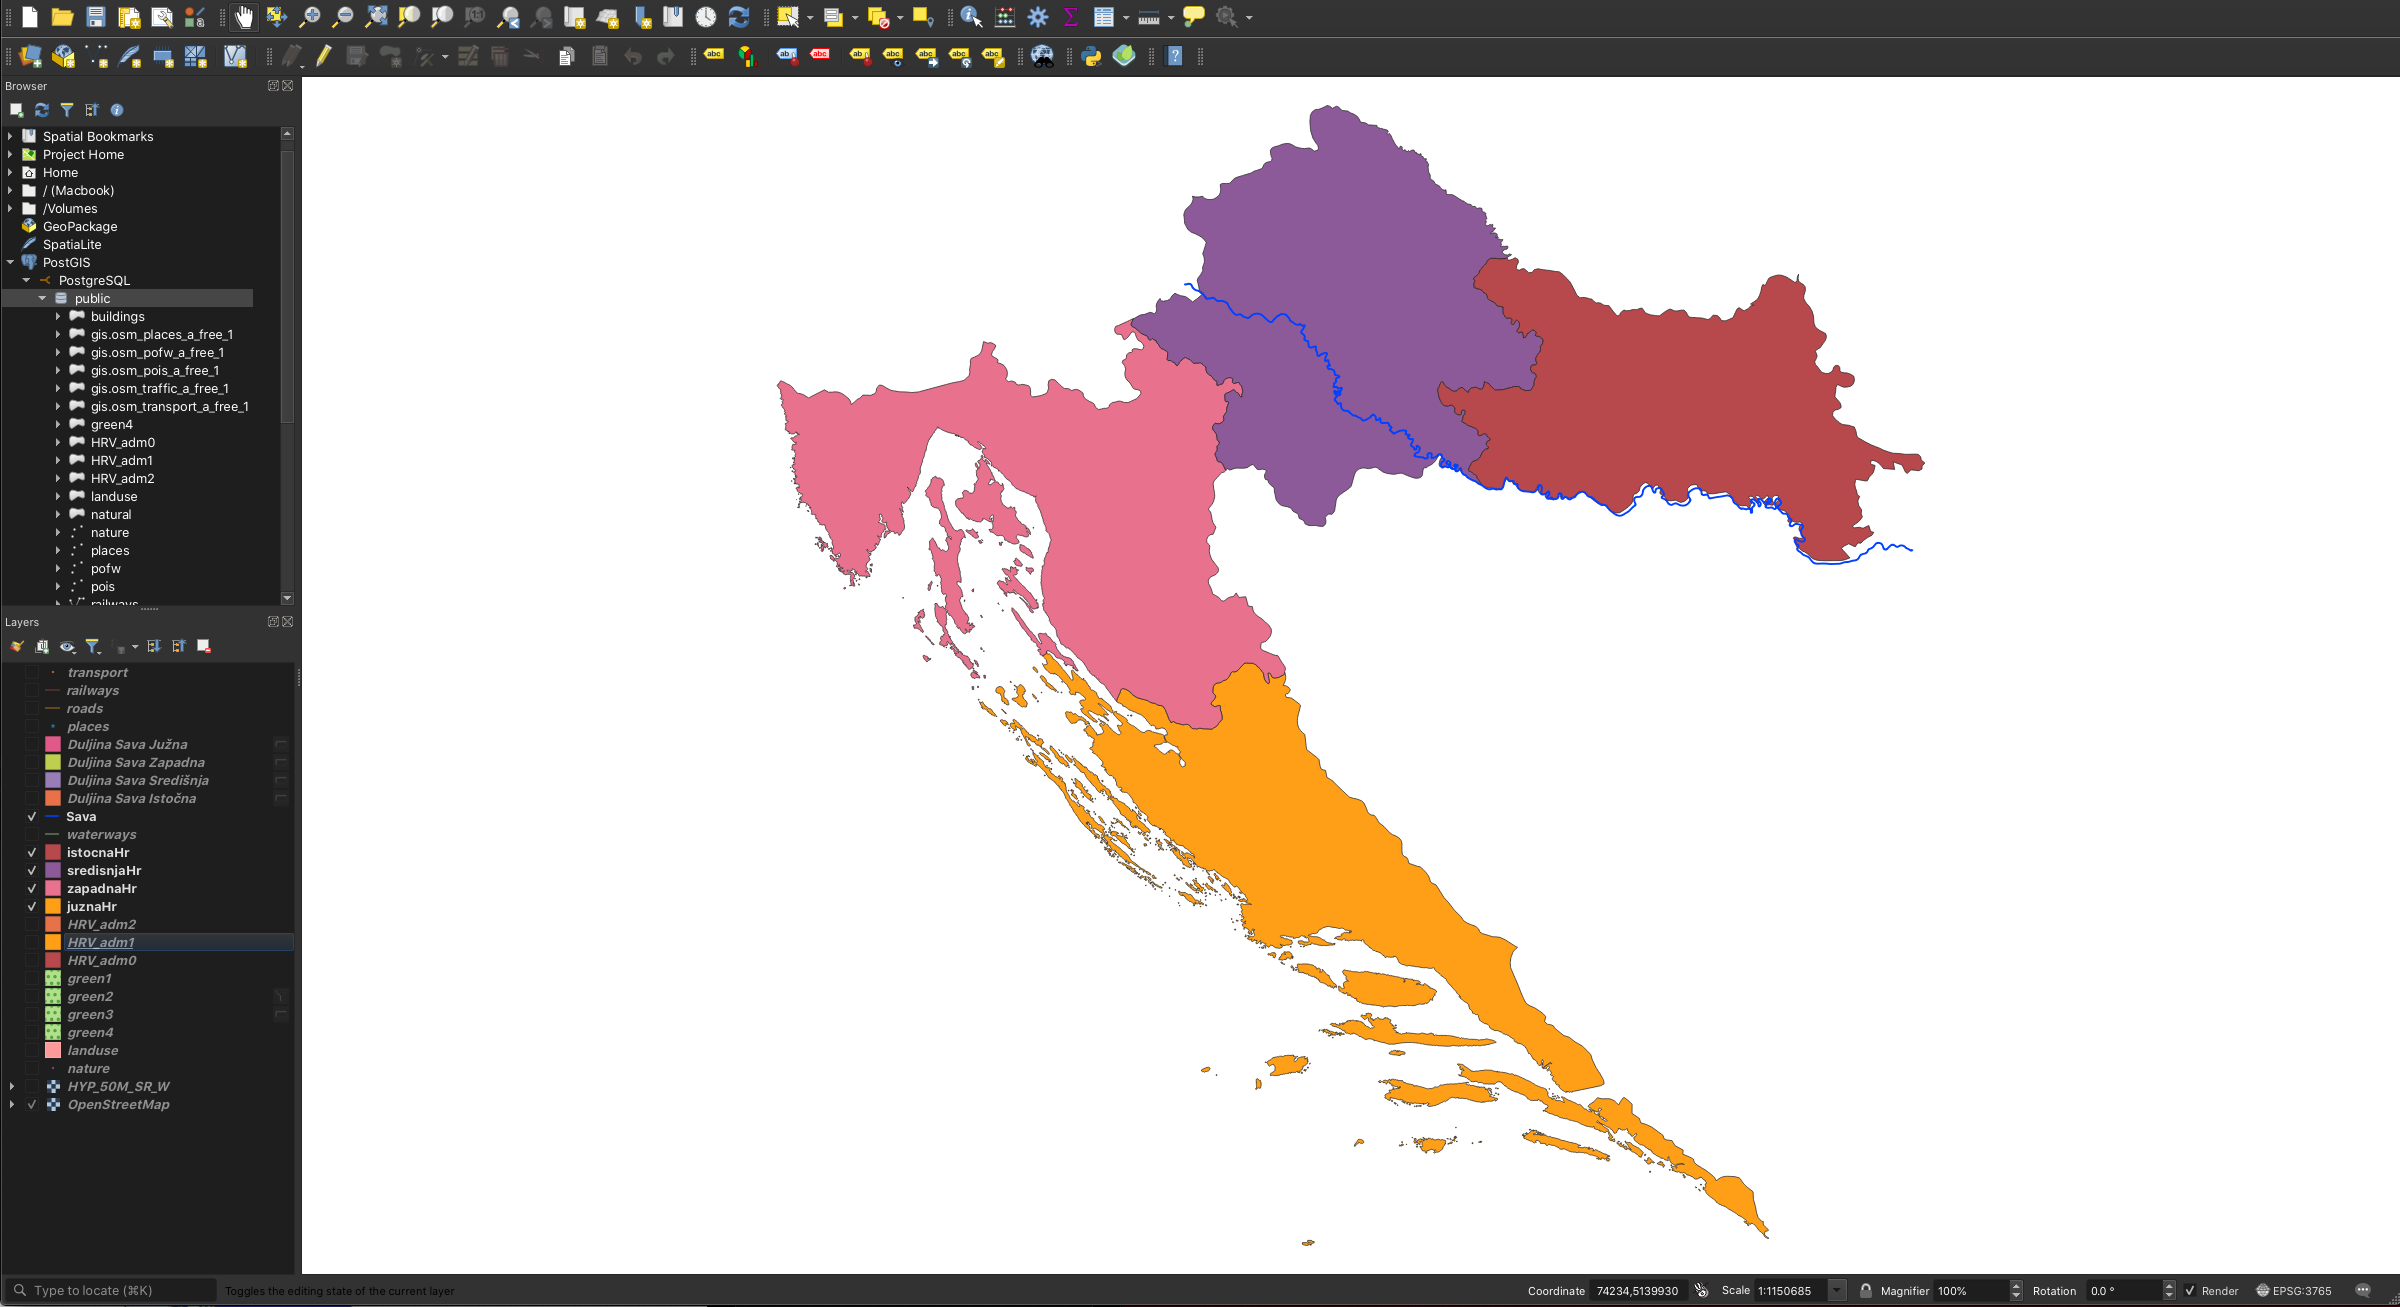 Browser
Spatial Bookmarks
Project Home
Home
/ (Macbook)
/Volumes
GeoPackage
SpatiaLite
PostGIS
PostgreSQL
public
buildings
gis.osm_places_a_free_1
gis.osm_pofw_a_free_1
gis.osm_pois_a_free_1
gis.osm_traffic_a_free_1
gis.osm_transport_a_free_1
green4
HRV_adm0
HRV_adm1
HRV_adm2
landuse
natural
nature
places
pofw
pois
railways
Layers
transport
railways
roads
places
Duljina Sava Južna
Duljina Sava Zapadna
Duljina Sava Središnja
Duljina Sava Istočna
Sava
waterways
istocnaHr
sredisnjaHr
zapadnaHr
juznaHr
HRV_adm2
HRV_adm1
HRV_adm0
green1
green2
green3
green4
landuse
nature
HYP_50M_SR_W
OpenStreetMap
Type to locate (⌘K) Toggles the editing state of the current layer Coordinate 74234,5139930 Scale 1:1150685 Magnifier 100% Rotation 0.0 ° Render EPSG:3765